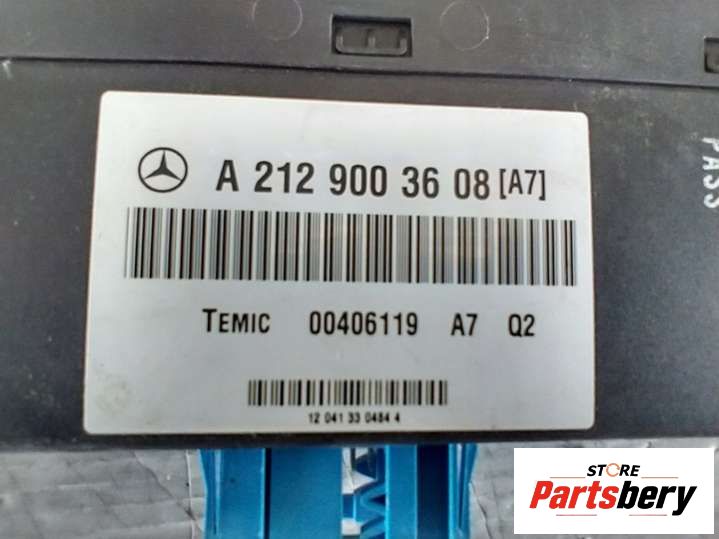 A 212 900 36 08 [A7]
TEMIC 00406119 A7 Q2
12 041 33 0484 4
PASS
STORE
Partsbery